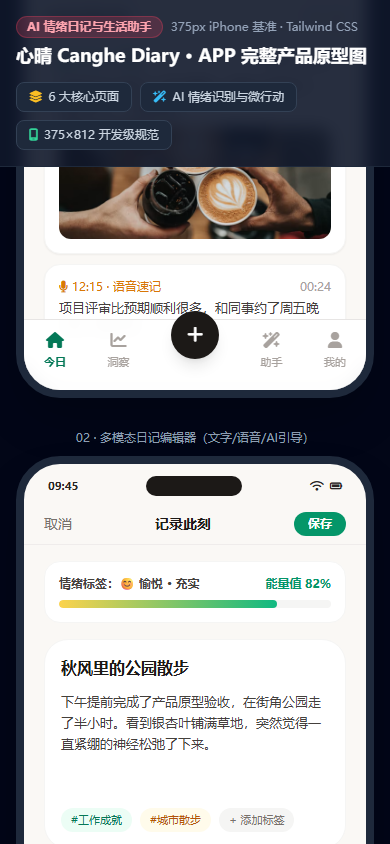 AI 情绪日记与生活助手 375px iPhone 基准 · Tailwind CSS
心晴 Canghe Diary • APP 完整产品原型图
6 大核心页面
AI 情绪识别与微行动
375×812 开发级规范
12:15 · 语音速记 00:24
项目评审比预期顺利很多，和同事约了周五晚
今日 洞察 助手 我的
02 · 多模态日记编辑器（文字/语音/AI引导）
09:45
取消 记录此刻 保存
情绪标签： 愉悦 • 充实 能量值 82%
秋风里的公园散步
下午提前完成了产品原型验收，在街角公园走
了半小时。看到银杏叶铺满草地，突然觉得一
直紧绷的神经松弛了下来。
#工作成就 #城市散步 + 添加标签